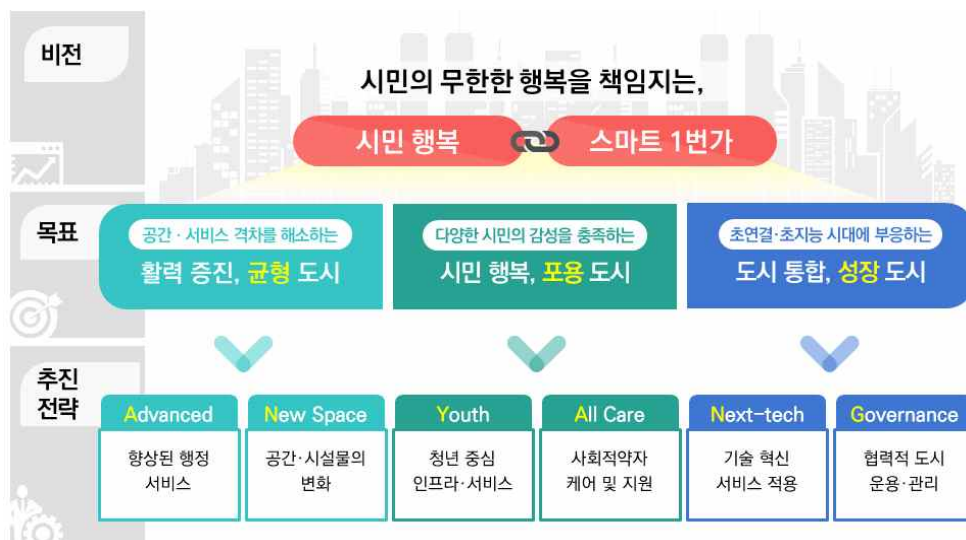 비전
시민의 무한한 행복을 책임지는,
시민 행복
스마트 1번가
목표
공간·서비스 격차를 해소하는
활력 증진, 균형 도시
다양한 시민의 감성을 충족하는
시민 행복, 포용 도시
초연결·초지능 시대에 부응하는
도시 통합, 성장 도시
추진
전략
Advanced
향상된 행정
서비스
New Space
공간·시설물의
변화
Youth
청년 중심
인프라·서비스
All Care
사회적약자
케어 및 지원
Next-tech
기술 혁신
서비스 적용
Governance
협력적 도시
운용·관리